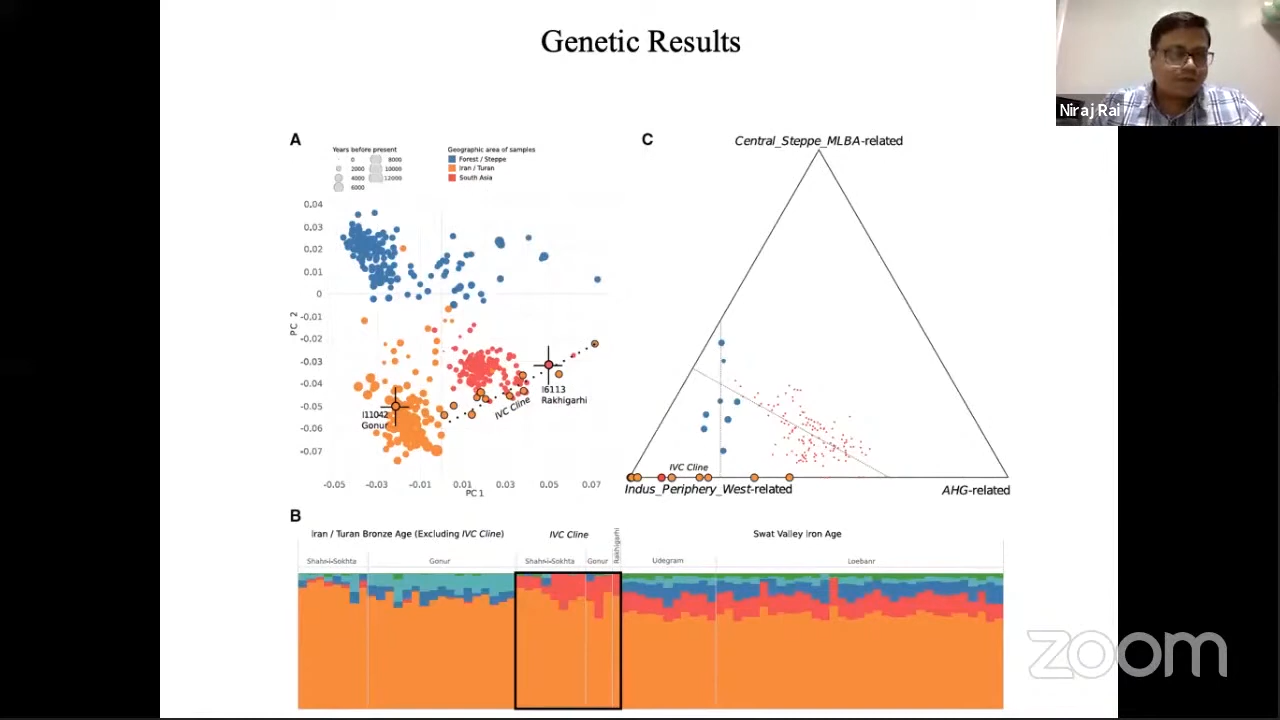 Genetic Results
Niraj Rai
A
Years before present
0
2000
4000
6000
8000
10000
12000
Geographic area of samples
Forest / Steppe
Iran / Turan
South Asia
0.04
0.03
0.02
0.01
0
-0.01
-0.02
-0.03
-0.04
-0.05
-0.06
-0.07
PC 2
I6113
Rakhigarhi
I11042
Gonur
IVC Cline
-0.05
-0.03
-0.01
0.01
0.03
0.05
0.07
PC 1
C
Central_Steppe_MLBA-related
IVC Cline
Indus_Periphery_West-related
AHG-related
B
Iran / Turan Bronze Age (Excluding IVC Cline)
IVC Cline
Rakhigarhi
Swat Valley Iron Age
Shahr-i-Sokhta
Gonur
Shahr-i-Sokhta
Gonur
Udegram
Loebanr
zoom